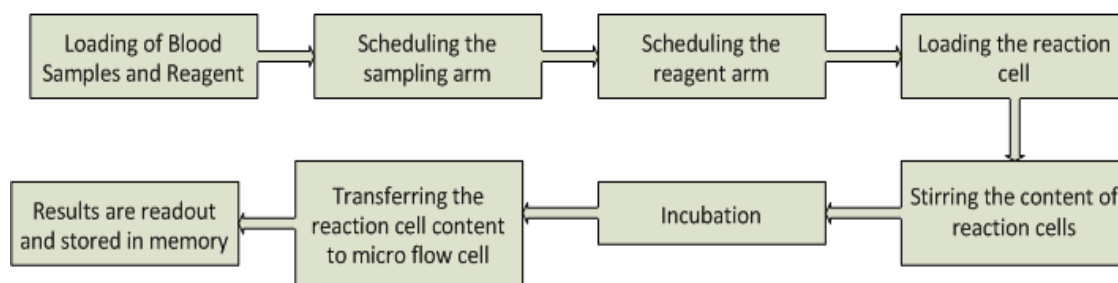 Loading of Blood
Samples and Reagent
Scheduling the
sampling arm
Scheduling the
reagent arm
Loading the reaction
cell
Stirring the content of
reaction cells
Incubation
Transferring the
reaction cell content
to micro flow cell
Results are readout
and stored in memory